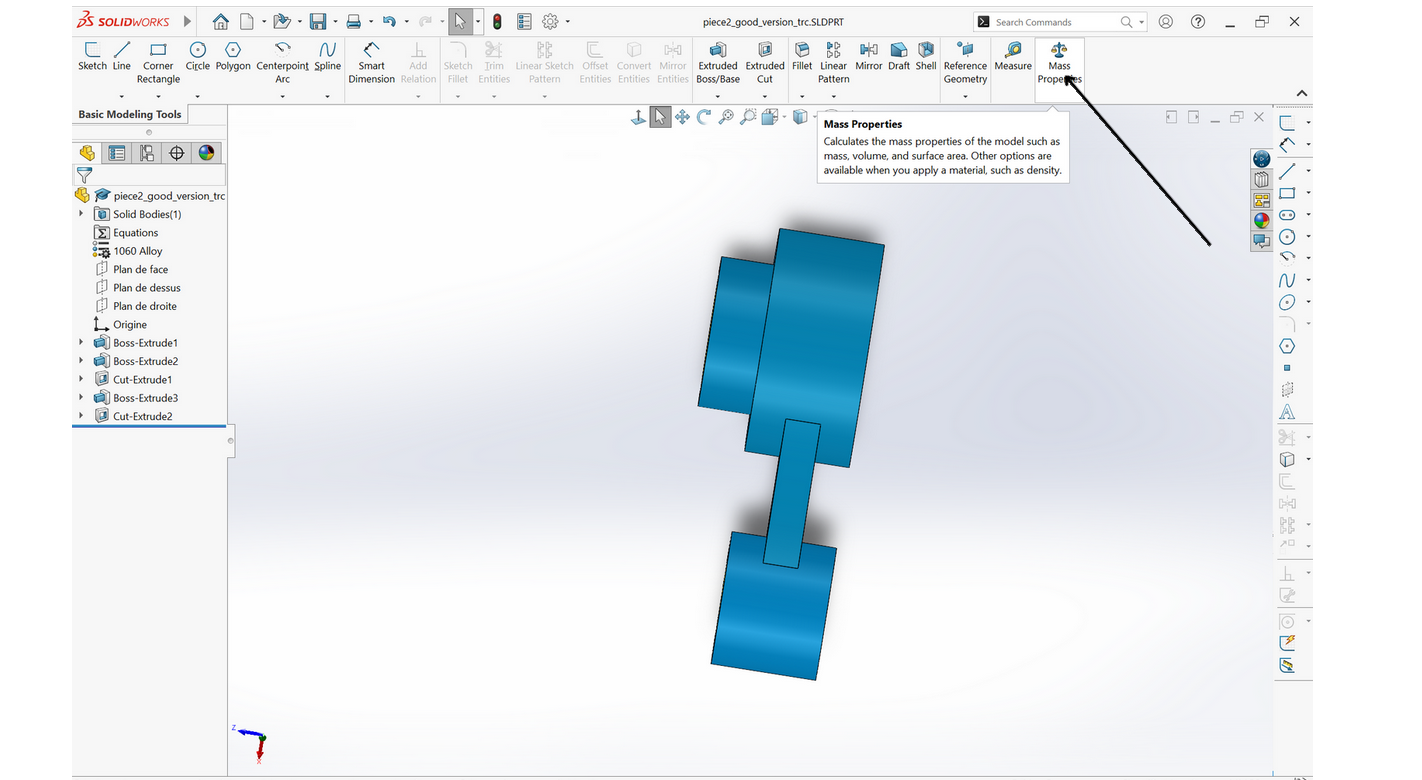 SOLIDWORKS
piece2_good_version_trc.SLDPRT
Search Commands
Sketch
Line
Corner
Rectangle
Circle
Polygon
Centerpoint
Arc
Spline
Smart
Dimension
Add
Relation
Sketch
Fillet
Trim
Entities
Linear Sketch
Pattern
Offset
Entities
Convert
Entities
Mirror
Entities
Extruded
Boss/Base
Extruded
Cut
Fillet
Linear
Pattern
Mirror
Draft
Shell
Reference
Geometry
Measure
Mass
Properties
Basic Modeling Tools
Mass Properties
Calculates the mass properties of the model such as
mass, volume, and surface area. Other options are
available when you apply a material, such as density.
piece2_good_version_trc
Solid Bodies(1)
Equations
1060 Alloy
Plan de face
Plan de dessus
Plan de droite
Origine
Boss-Extrude1
Boss-Extrude2
Cut-Extrude1
Boss-Extrude3
Cut-Extrude2
Z
X